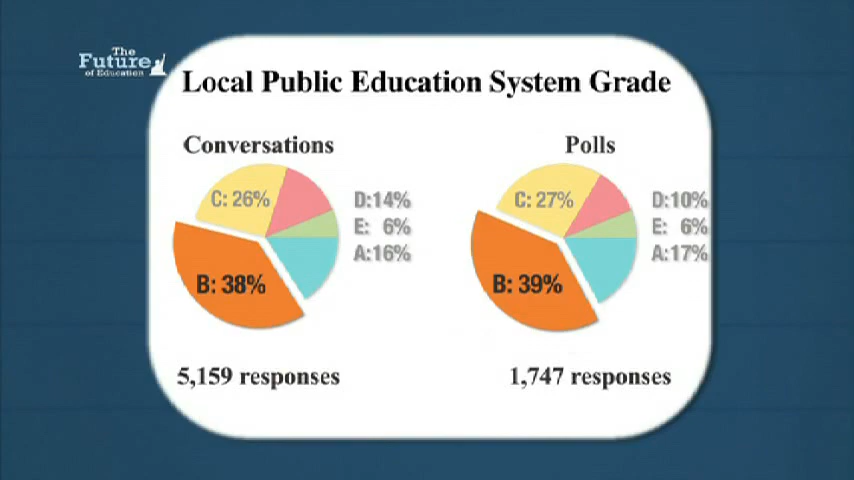 The
Future
of Education
Local Public Education System Grade
Conversations
C: 26%
D:14%
E: 6%
A:16%
B: 38%
5,159 responses
Polls
C: 27%
D:10%
E: 6%
A:17%
B: 39%
1,747 responses